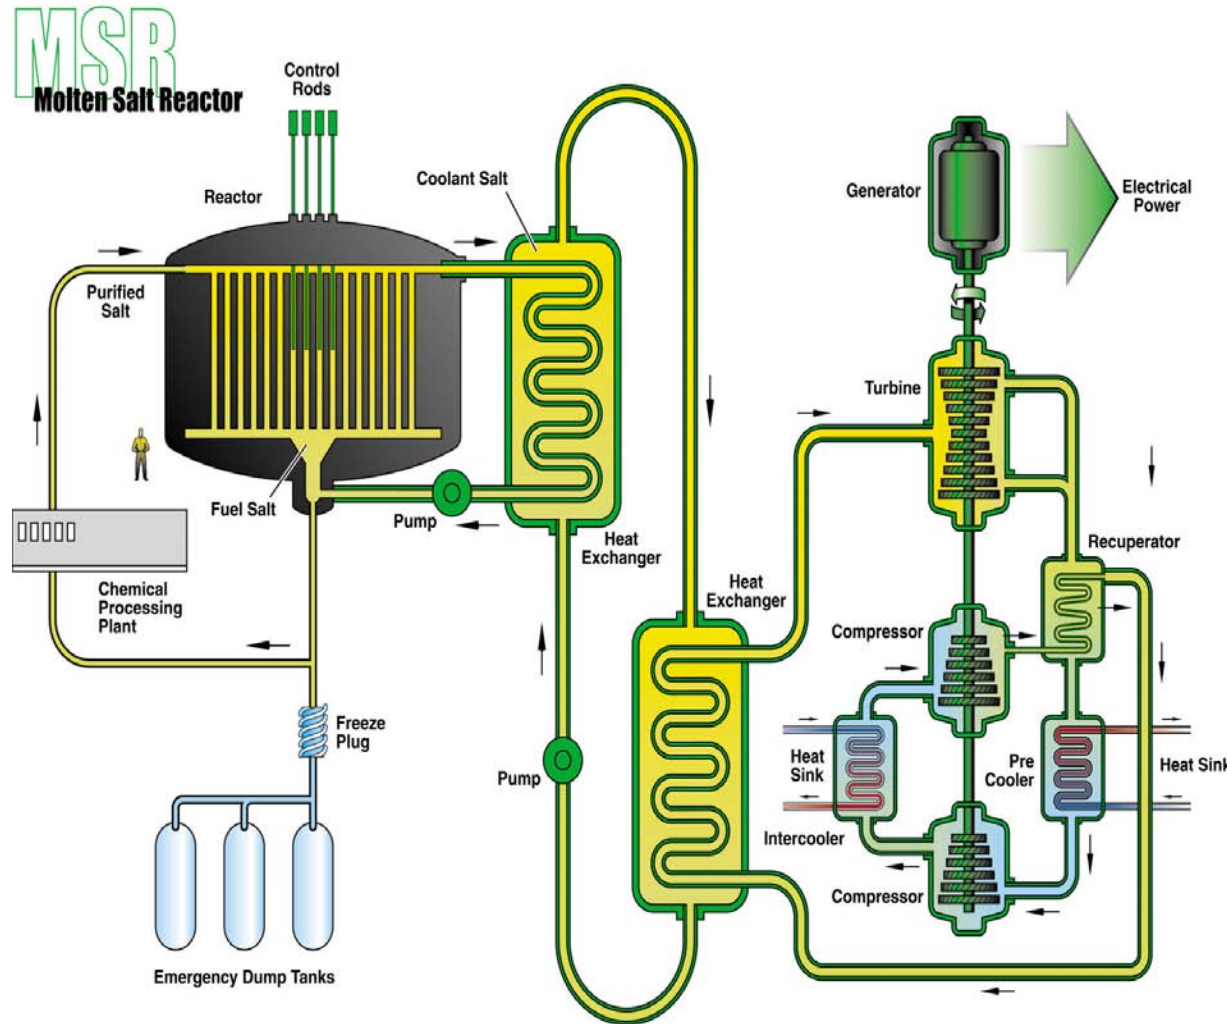 MSR
Molten Salt Reactor
Control
Rods
Reactor
Coolant Salt
Generator
Electrical
Power
Purified
Salt
Turbine
Fuel Salt
Pump
Heat
Exchanger
Recuperator
Chemical
Processing
Plant
Heat
Exchanger
Compressor
Freeze
Plug
Pump
Heat
Sink
Pre
Cooler
Heat Sink
Intercooler
Compressor
Emergency Dump Tanks